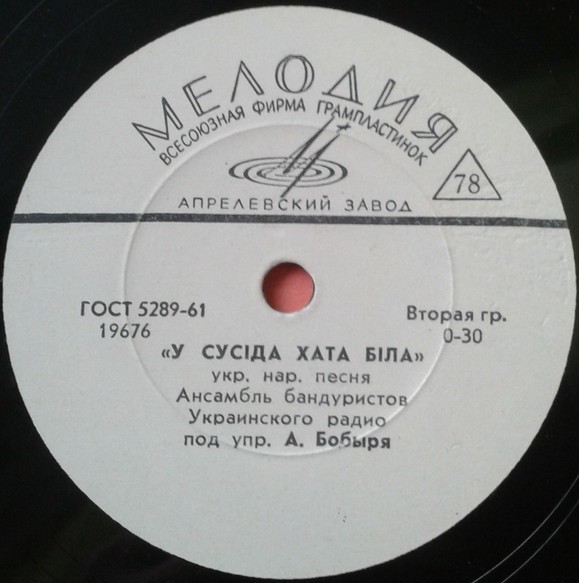 МЕЛОДИЯ
ВСЕСОЮЗНАЯ ФИРМА ГРАМПЛАСТИНОК
78
АПРЕЛЕВСКИЙ ЗАВОД
ГОСТ 5289-61
Вторая гр.
19676
0-30
«У СУСІДА ХАТА БІЛА»
укр. нар. песня
Ансамбль бандуристов
Украинского радио
под упр. А. Бобыря